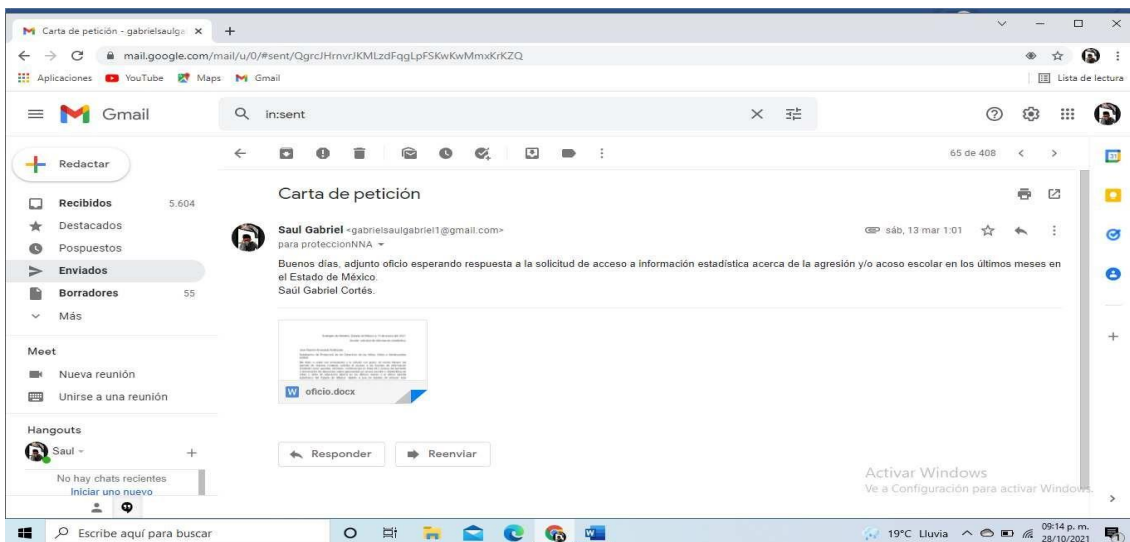 Carta de petición - gabrielsaulga
mail.google.com/mail/u/0/#sent/QgrcJHrnvrJKMLzdFqgLpFSKwKwMmxKrKZQ
Aplicaciones YouTube Maps Gmail Lista de lectura
Gmail in:sent
Redactar 65 de 408
Carta de petición
Recibidos 5.604
Destacados
Saul Gabriel <gabrielsaulgabriel1@gmail.com> sáb, 13 mar 1:01
para proteccionNNA
Pospuestos
Enviados
Borradores 55
Más
Buenos días, adjunto oficio esperando respuesta a la solicitud de acceso a información estadística acerca de la agresión y/o acoso escolar en los últimos meses en
el Estado de México.
Saúl Gabriel Cortés.
Meet
Nueva reunión
Unirse a una reunión
W oficio.docx
Hangouts
Saul
No hay chats recientes
Iniciar uno nuevo
Responder Reenviar
Activar Windows
Ve a Configuración para activar Windows.
Escribe aquí para buscar
19°C Lluvia
09:14 p. m.
28/10/2021